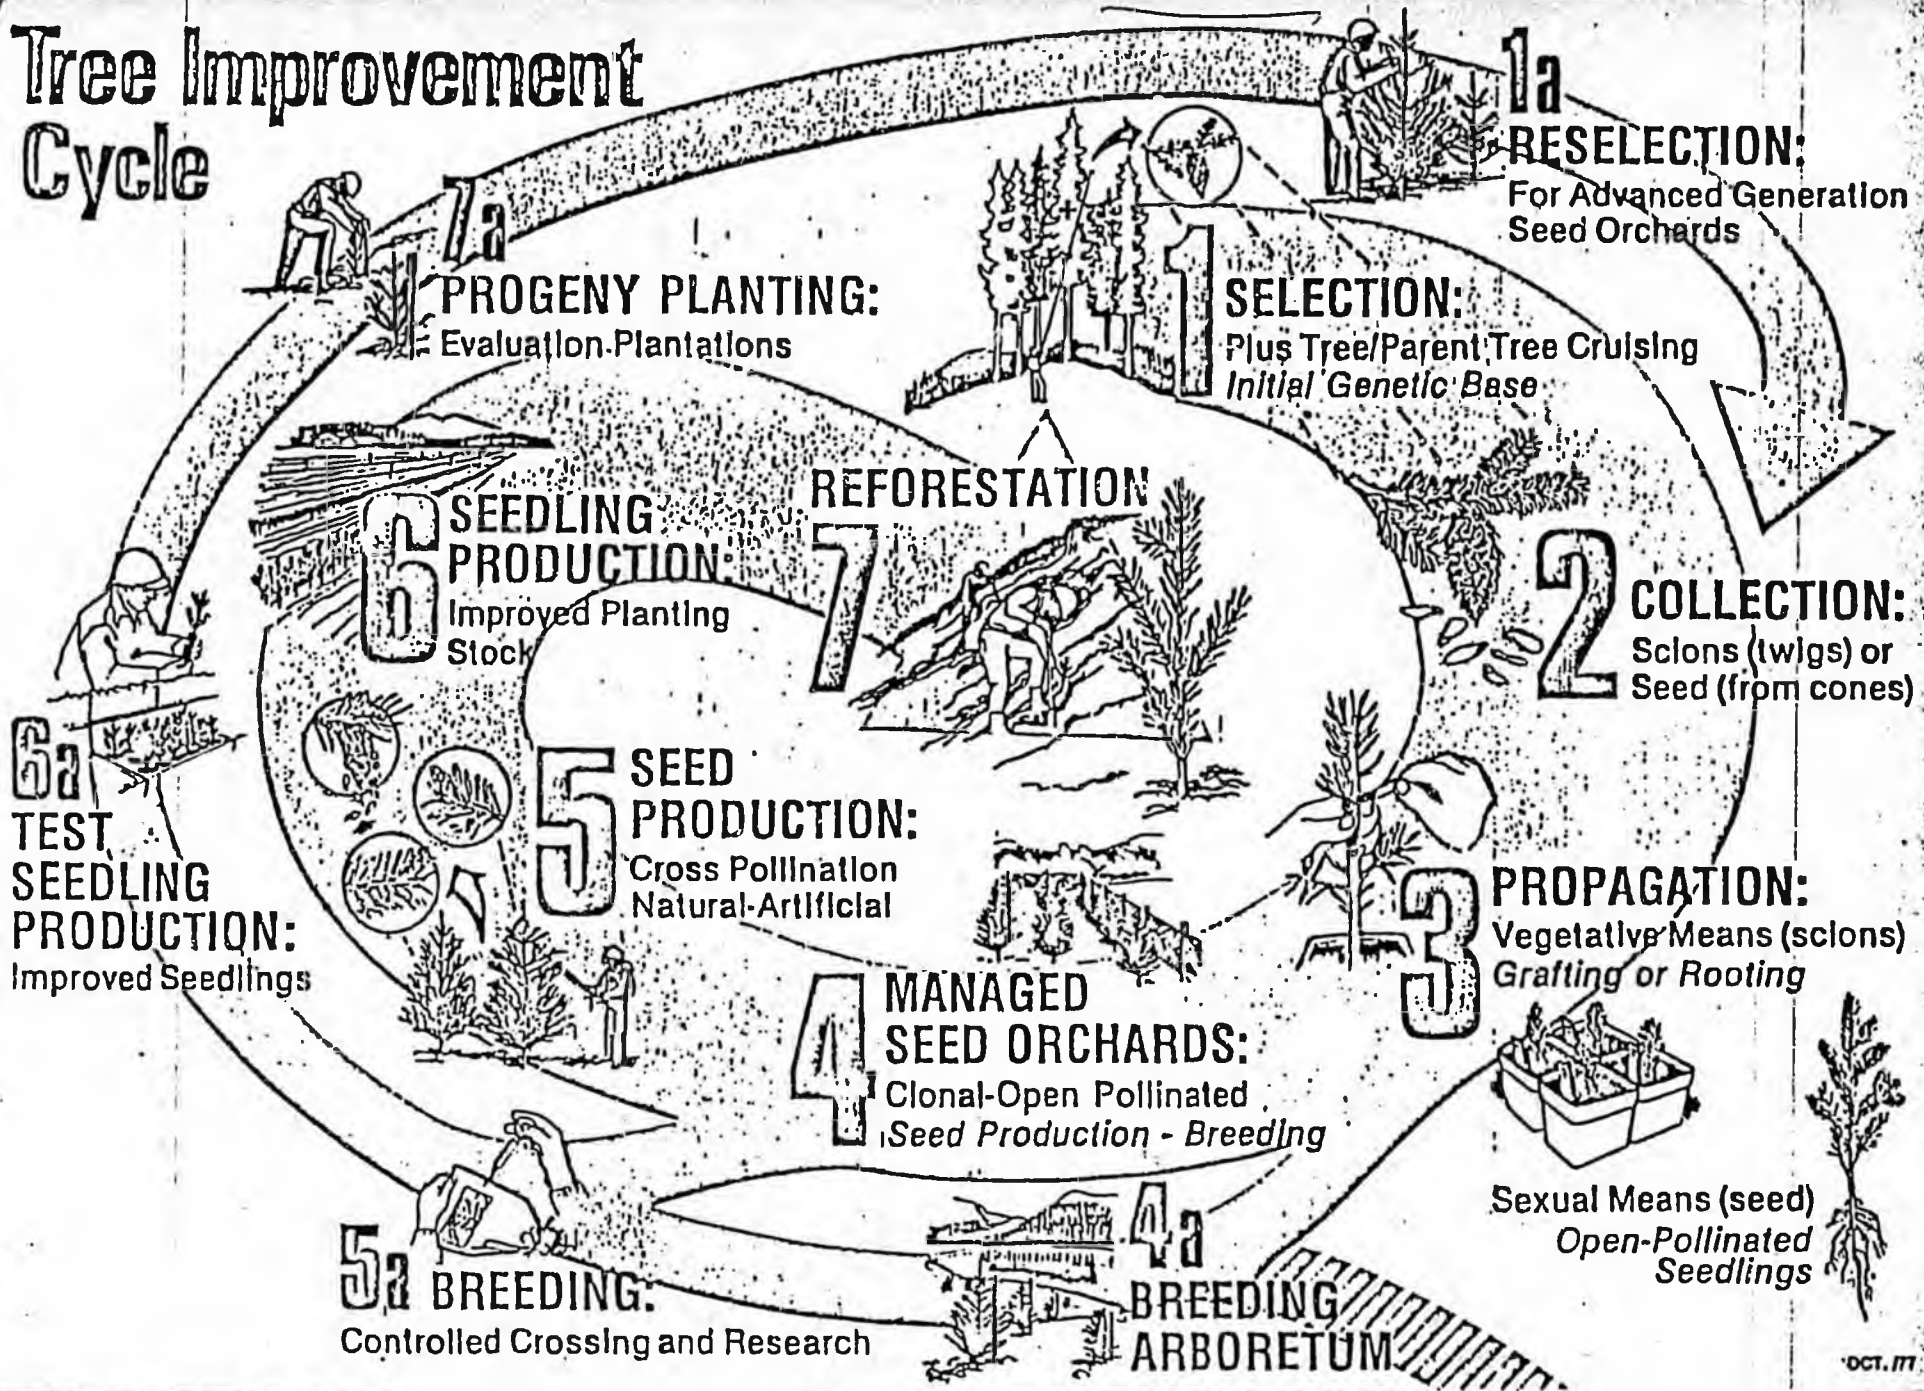 Tree Improvement
Cycle
1a
RESELECTION:
For Advanced Generation
Seed Orchards
7a
PROGENY PLANTING:
Evaluation-Plantations
1
SELECTION:
Plus Tree/Parent Tree Cruising
Initial Genetic Base
REFORESTATION
7
6
SEEDLING
PRODUCTION:
Improved Planting
Stock
2
COLLECTION:
Scions (twigs) or
Seed (from cones)
6a
TEST
SEEDLING
PRODUCTION:
Improved Seedlings
5
SEED
PRODUCTION:
Cross Pollination
Natural-Artificial
3
PROPAGATION:
Vegetative Means (scions)
Grafting or Rooting
4
MANAGED
SEED ORCHARDS:
Clonal-Open Pollinated
Seed Production - Breeding
Sexual Means (seed)
Open-Pollinated
Seedlings
5a
BREEDING:
Controlled Crossing and Research
4a
BREEDING
ARBORETUM
OCT.